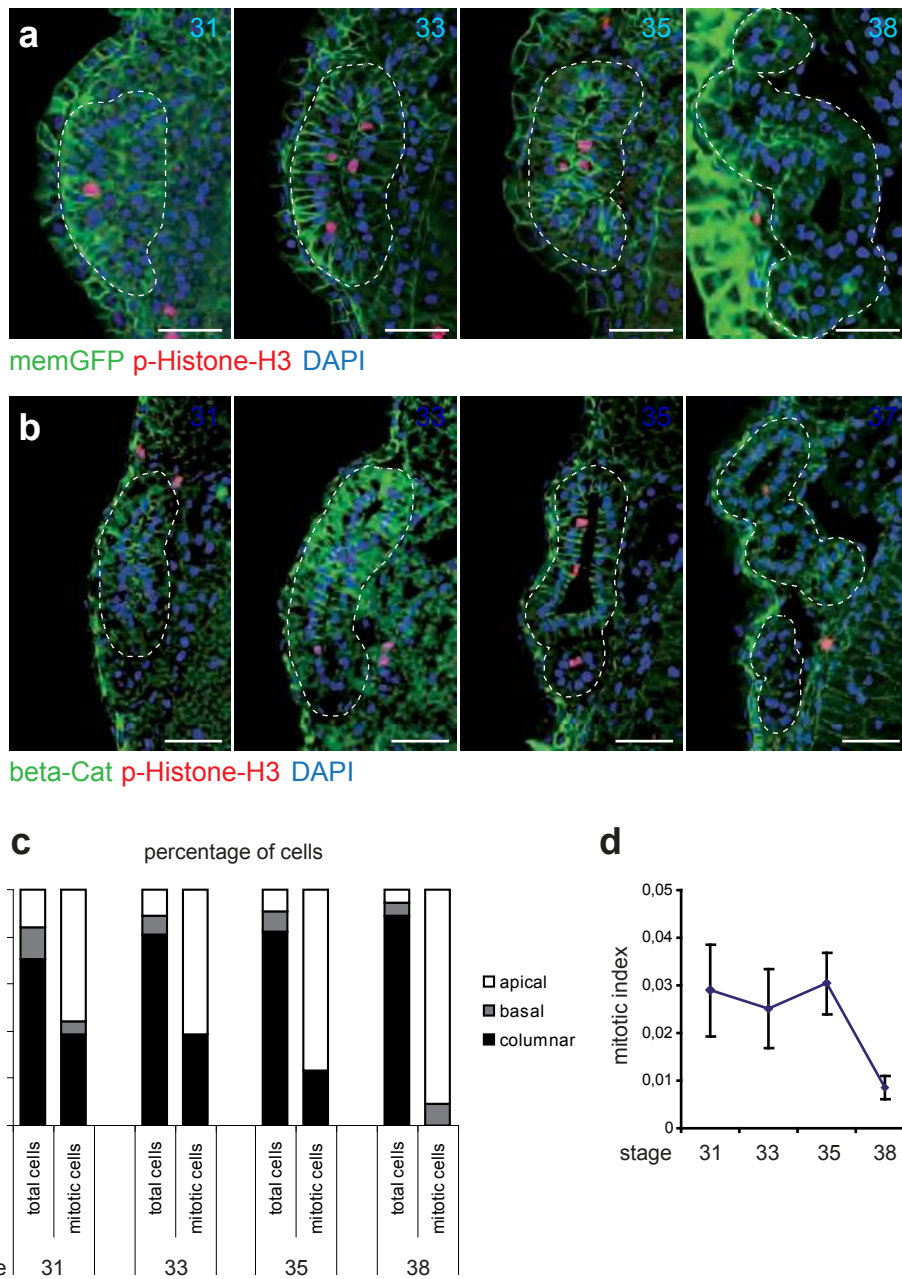 a
31
33
35
38
memGFP p-Histone-H3 DAPI
b
31
33
35
37
beta-Cat p-Histone-H3 DAPI
c
percentage of cells
apical
basal
columnar
total cells
mitotic cells
total cells
mitotic cells
total cells
mitotic cells
total cells
mitotic cells
e
31
33
35
38
d
0,05
0,04
0,03
0,02
0,01
0
mitotic index
stage
31
33
35
38